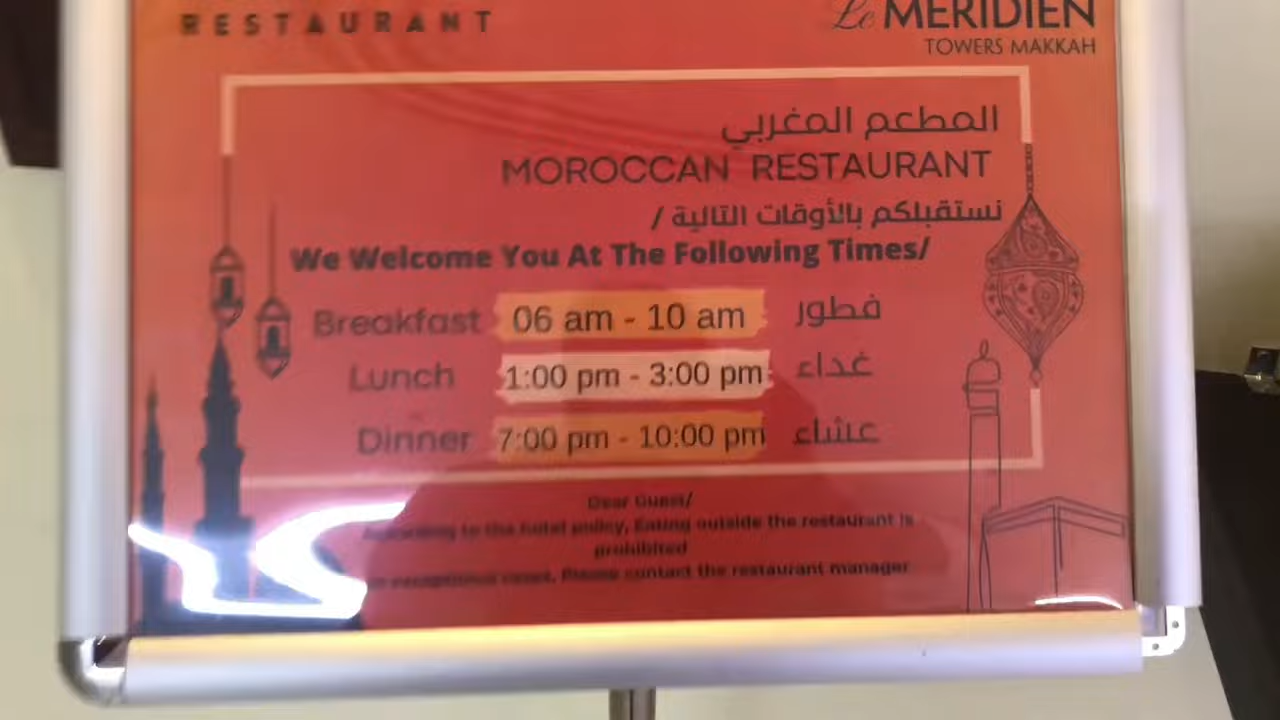 RESTAURANT
Le MERIDIEN
TOWERS MAKKAH
المطعم المغربي
MOROCCAN RESTAURANT
نستقبلكم بالأوقات التالية /
We Welcome You At The Following Times/
Breakfast 06 am - 10 am فطور
Lunch 1:00 pm - 3:00 pm غداء
Dinner 7:00 pm - 10:00 pm عشاء
Dear Guest/
According to the hotel policy, Eating outside the restaurant is
prohibited
exceptional cases, Please contact the restaurant manager